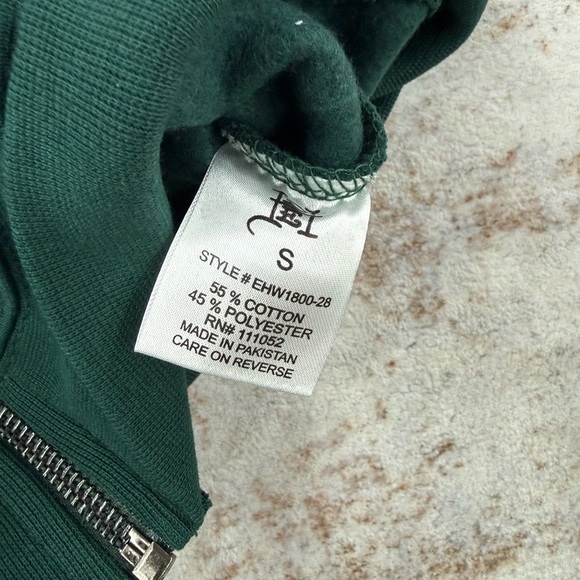 S
STYLE # EHW1800-28
55 % COTTON
45 % POLYESTER
RN# 111052
MADE IN PAKISTAN
CARE ON REVERSE